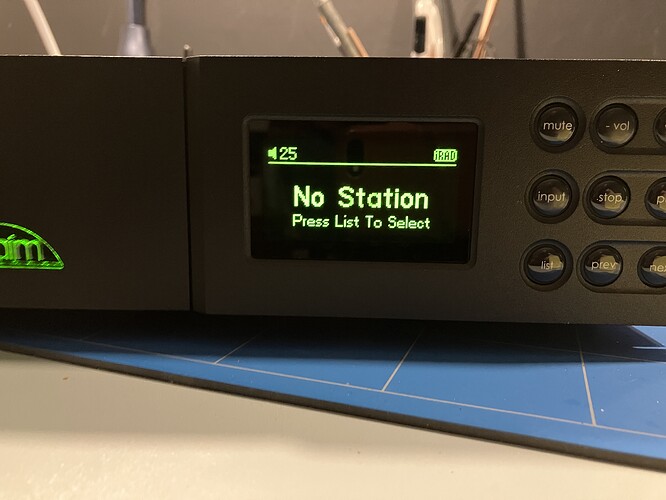 25 iRAD
No Station
Press List To Select
mute - vol
input stop
list prev